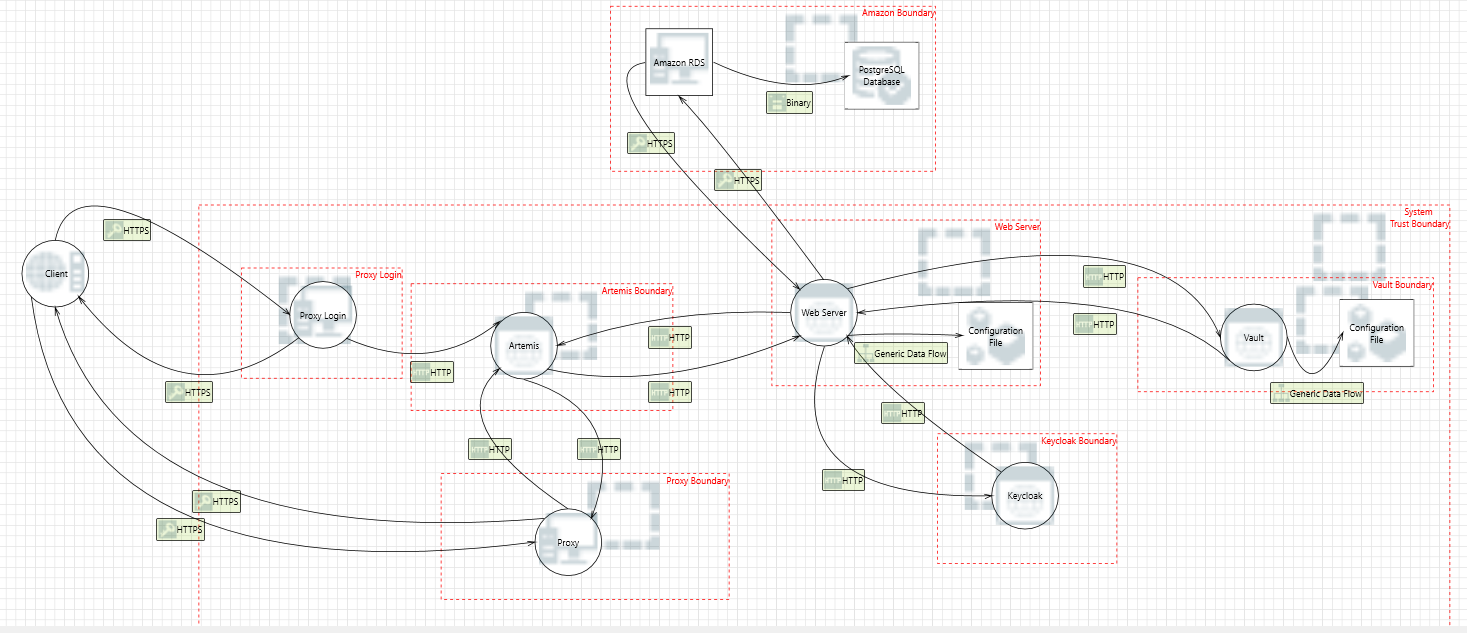 Amazon Boundary
Amazon RDS
PostgreSQL
Database
Binary
HTTPS
HTTPS
System
Trust Boundary
HTTPS
Web Server
Client
Proxy Login
Artemis Boundary
HTTP
Vault Boundary
Proxy Login
Web Server
HTTP
Configuration
File
Configuration
File
Artemis
HTTP
Vault
Generic Data Flow
HTTP
HTTPS
HTTP
Generic Data Flow
HTTP
Keycloak Boundary
HTTP
HTTP
HTTP
Proxy Boundary
Keycloak
HTTPS
HTTPS
Proxy